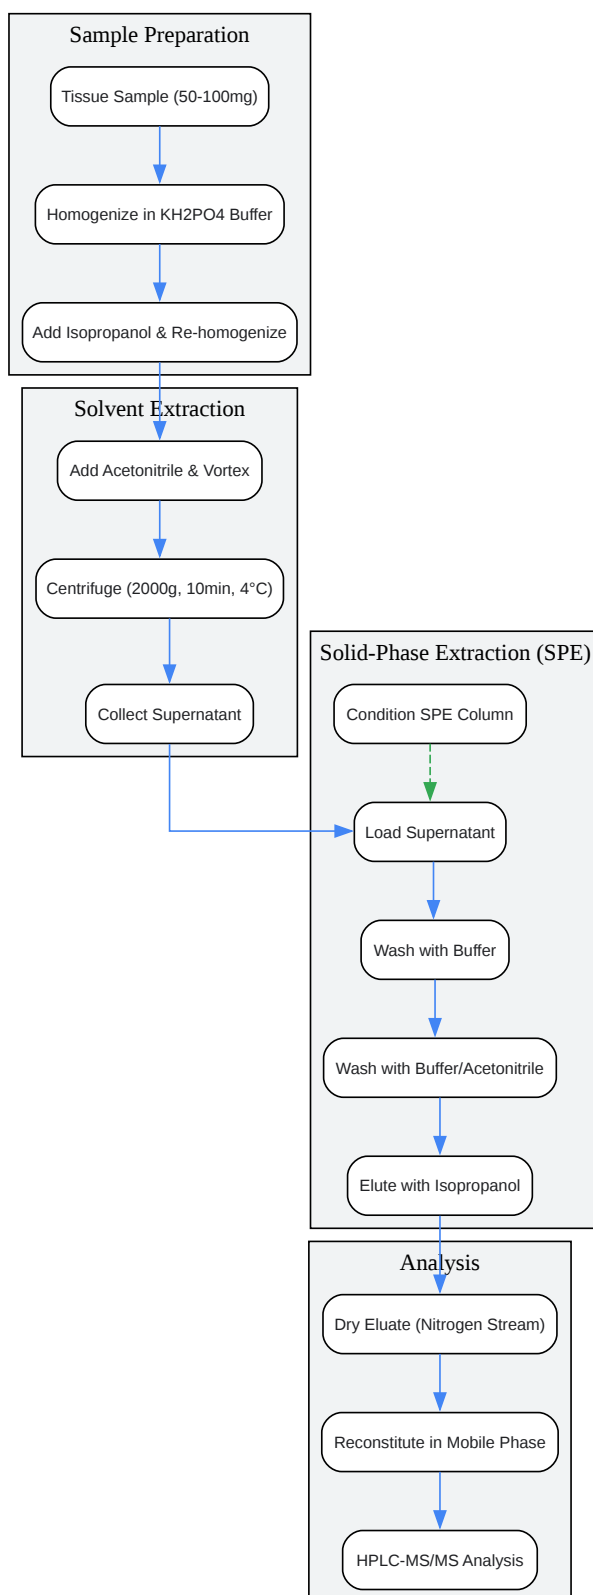 Sample Preparation
Tissue Sample (50-100mg)
Homogenize in KH2PO4 Buffer
Add Isopropanol & Re-homogenize
Solvent Extraction
Add Acetonitrile & Vortex
Centrifuge (2000g, 10min, 4°C)
Collect Supernatant
Solid-Phase Extraction (SPE)
Condition SPE Column
Load Supernatant
Wash with Buffer
Wash with Buffer/Acetonitrile
Elute with Isopropanol
Analysis
Dry Eluate (Nitrogen Stream)
Reconstitute in Mobile Phase
HPLC-MS/MS Analysis